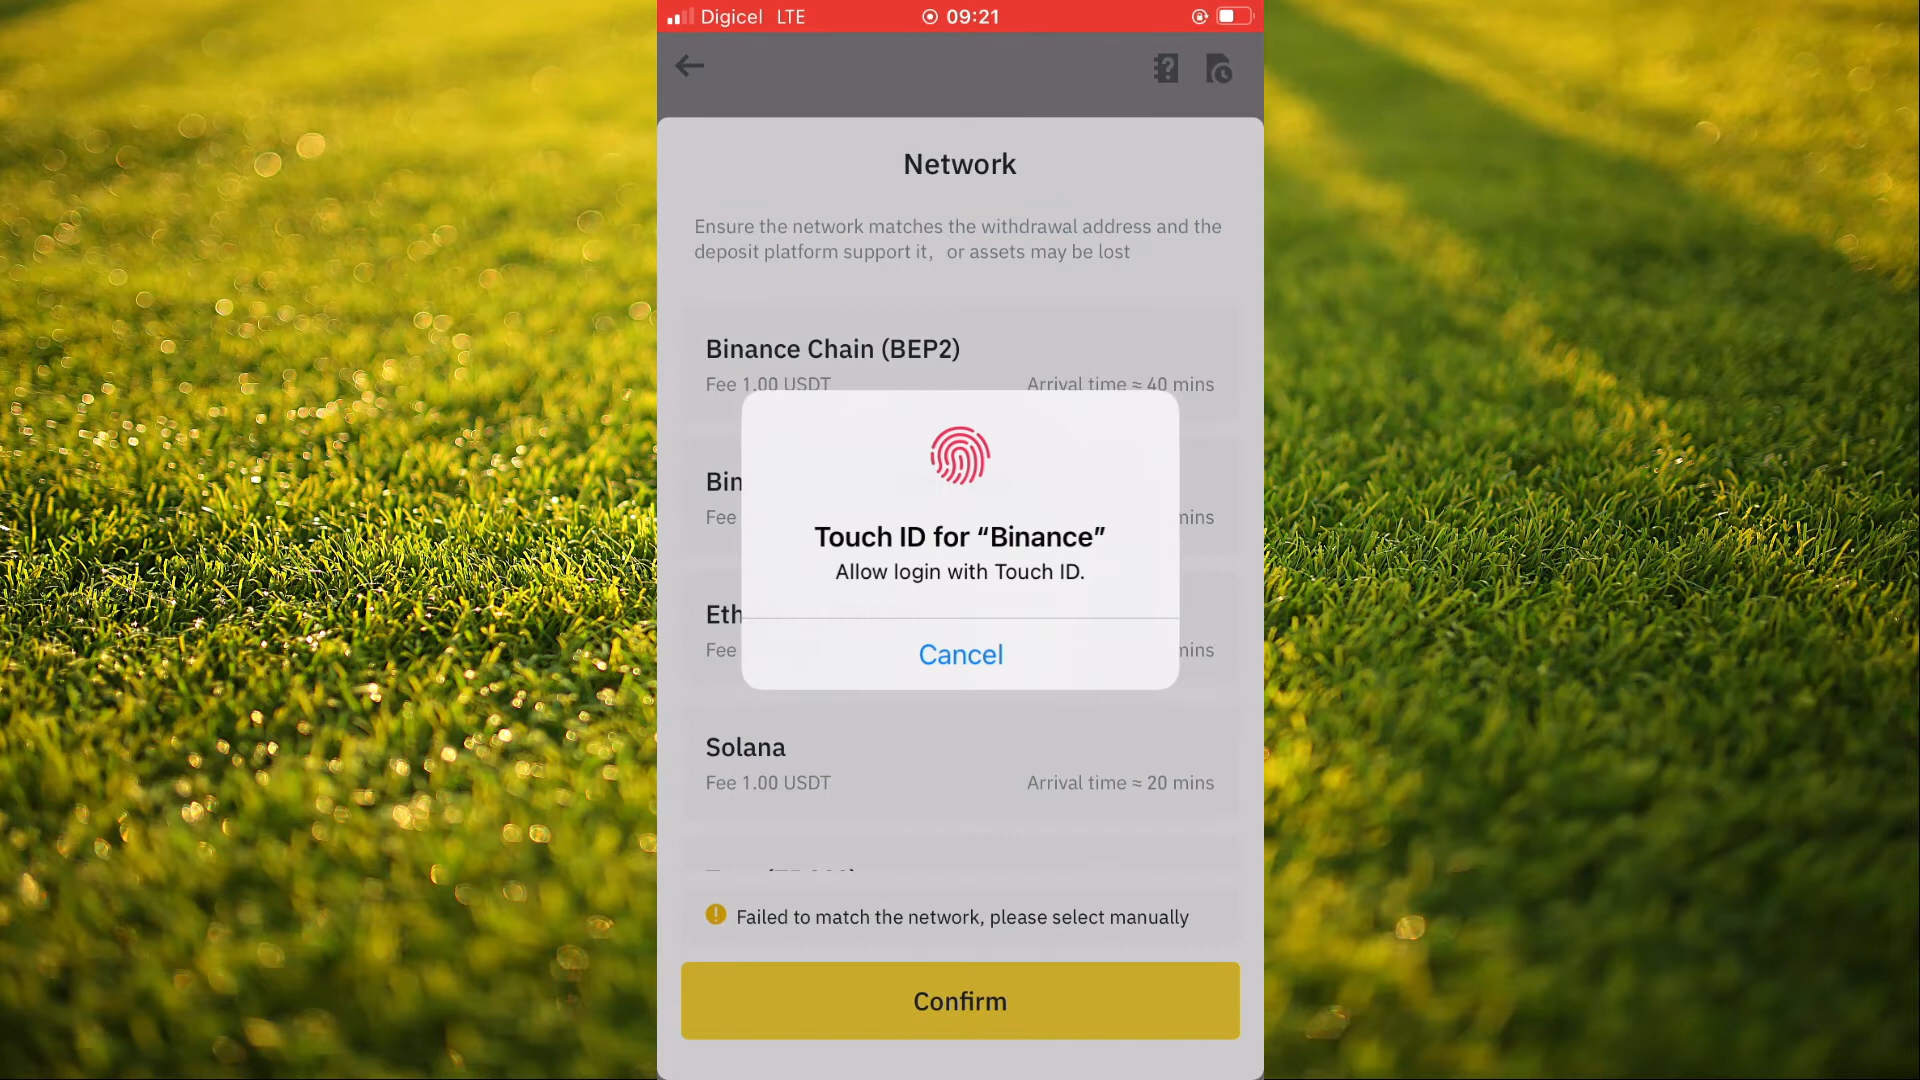 Digicel LTE 09:21
Network
Ensure the network matches the withdrawal address and the
deposit platform support it, or assets may be lost
Binance Chain (BEP2)
Fee 1.00 USDT Arrival time ≈ 40 mins
Touch ID for “Binance”
Allow login with Touch ID.
Cancel
Fee
mins
Fee
mins
Solana
Fee 1.00 USDT Arrival time ≈ 20 mins
Failed to match the network, please select manually
Confirm